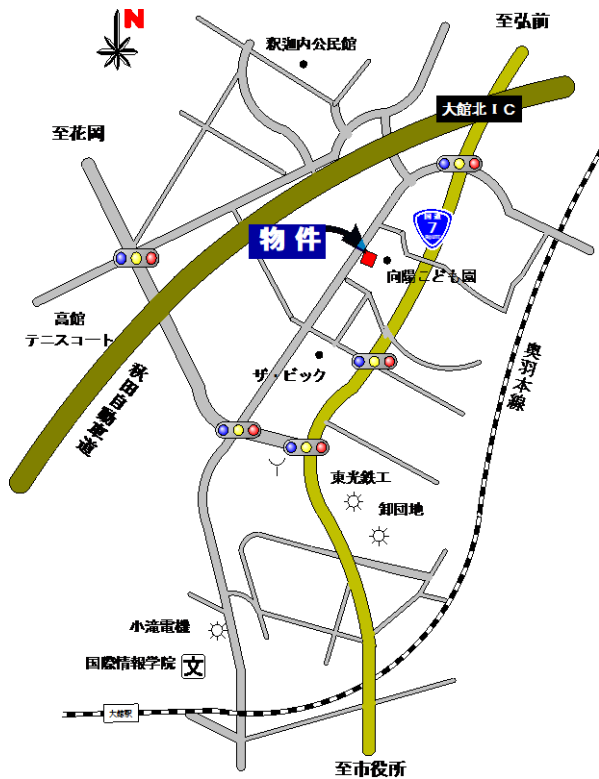 N
至弘前
釈迦内公民館
大館北ＩＣ
至花岡
国道
7
物件
向陽こども園
高館
テニスコート
ザ・ビック
奥羽本線
秋田自動車道
東光鉄工
卸団地
小滝電機
国際情報学院
文
大館駅
至市役所